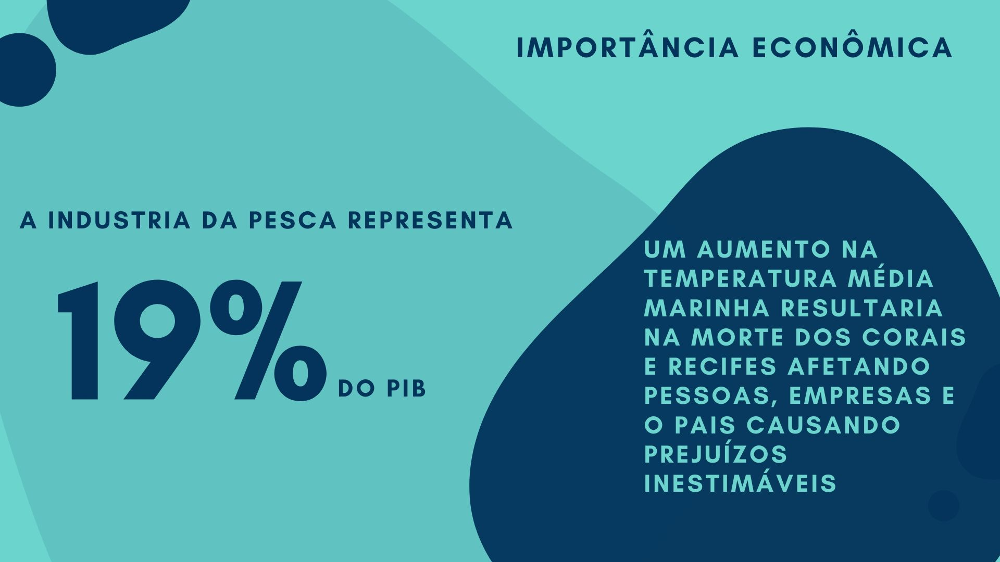 IMPORTÂNCIA ECONÔMICA
A INDUSTRIA DA PESCA REPRESENTA
19% DO PIB
UM AUMENTO NA
TEMPERATURA MÉDIA
MARINHA RESULTARIA
NA MORTE DOS CORAIS
E RECIFES AFETANDO
PESSOAS, EMPRESAS E
O PAIS CAUSANDO
PREJUÍZOS
INESTIMÁVEIS